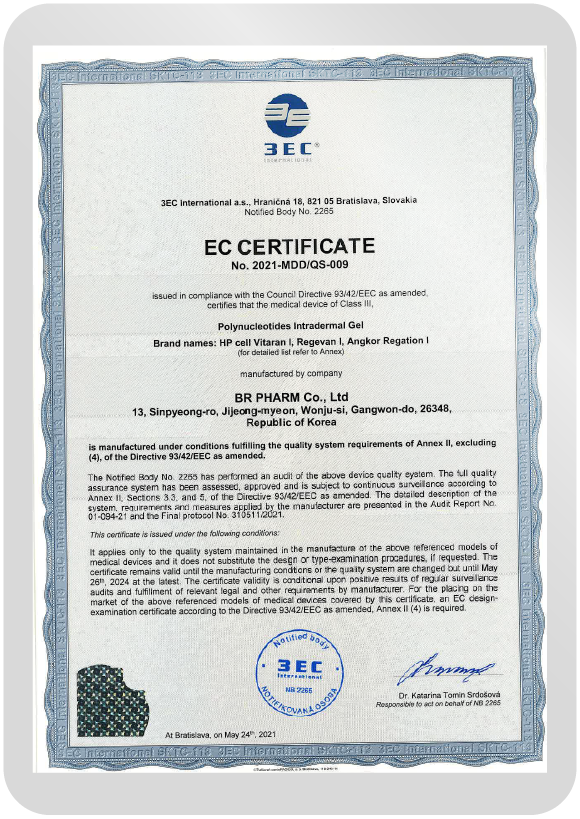 3EC International SKTC-113 3EC International SKTC-113 3EC International SKTC-113
3EC®
International
3EC International a.s., Hraničná 18, 821 05 Bratislava, Slovakia
Notified Body No. 2265
EC CERTIFICATE
No. 2021-MDD/QS-009
issued in compliance with the Council Directive 93/42/EEC as amended,
certifies that the medical device of Class III,
Polynucleotides Intradermal Gel
Brand names: HP cell Vitaran I, Regevan I, Angkor Regation I
(for detailed list refer to Annex)
manufactured by company
BR PHARM Co., Ltd
13, Sinpyeong-ro, Jijeong-myeon, Wonju-si, Gangwon-do, 26348,
Republic of Korea
is manufactured under conditions fulfilling the quality system requirements of Annex II, excluding
(4), of the Directive 93/42/EEC as amended.
The Notified Body No. 2265 has performed an audit of the above device quality system. The full quality
assurance system has been assessed, approved and is subject to continuous surveillance according to
Annex II, Sections 3.3, and 5, of the Directive 93/42/EEC as amended. The detailed description of the
system, requirements and measures applied by the manufacturer are presented in the Audit Report No.
01-094-21 and the Final protocol No. 310511/2021.
This certificate is issued under the following conditions:
It applies only to the quality system maintained in the manufacture of the above referenced models of
medical devices and it does not substitute the design or type-examination procedures, if requested. The
certificate remains valid until the manufacturing conditions or the quality system are changed but until May
26th, 2024 at the latest. The certificate validity is conditional upon positive results of regular surveillance
audits and fulfillment of relevant legal and other requirements by manufacturer. For the placing on the
market of the above referenced models of medical devices covered by this certificate, an EC design-
examination certificate according to the Directive 93/42/EEC as amended, Annex II (4) is required.
Notified body
3EC
International
NB 2265
NOTIFIKOVANÁ OSOBA
Dr. Katarina Tomin Srdošová
Responsible to act on behalf of NB 2265
At Bratislava, on May 24th, 2021
3EC International SKTC-113 3EC International SKTC-113 3EC International SKTC-113